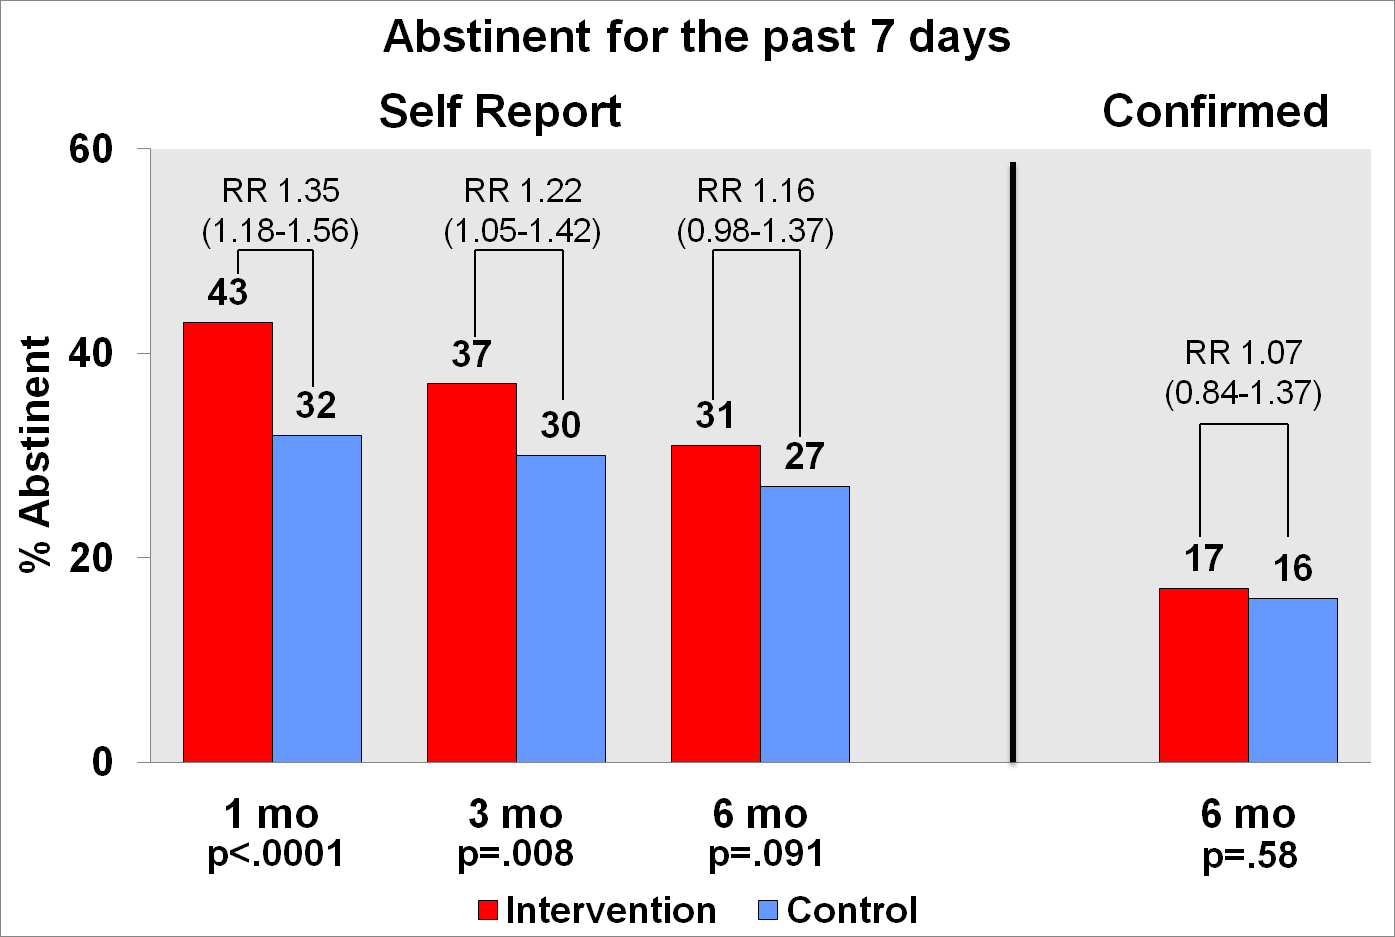 Abstinent for the past 7 days
Self Report
Confirmed
% Abstinent
60
40
20
0
RR 1.35
(1.18-1.56)
43
32
RR 1.22
(1.05-1.42)
37
30
RR 1.16
(0.98-1.37)
31
27
RR 1.07
(0.84-1.37)
17
16
1 mo
p<.0001
3 mo
p=.008
6 mo
p=.091
6 mo
p=.58
Intervention
Control